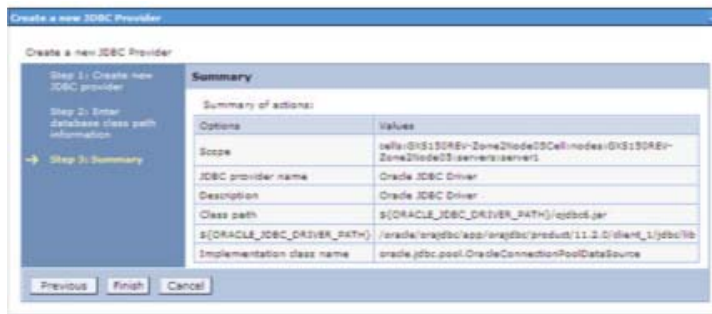 Create a new JDBC Provider
Create a new JDBC Provider
Step 1: Create new
JDBC provider
Step 2: Enter
database class path
information
Step 3: Summary
Summary
Summary of actions:
Options Values
Scope cells:GXS150REV-Zone2Node05Cell:nodes:GXS150REV-
Zone2Node05:servers:server1
JDBC provider name Oracle JDBC Driver
Description Oracle JDBC Driver
Class path ${ORACLE_JDBC_DRIVER_PATH}/ojdbc6.jar
${ORACLE_JDBC_DRIVER_PATH} /oracle/orajdbc/app/orajdbc/product/11.2.0/client_1/jdbc/lib
Implementation class name oracle.jdbc.pool.OracleConnectionPoolDataSource
Previous Finish Cancel